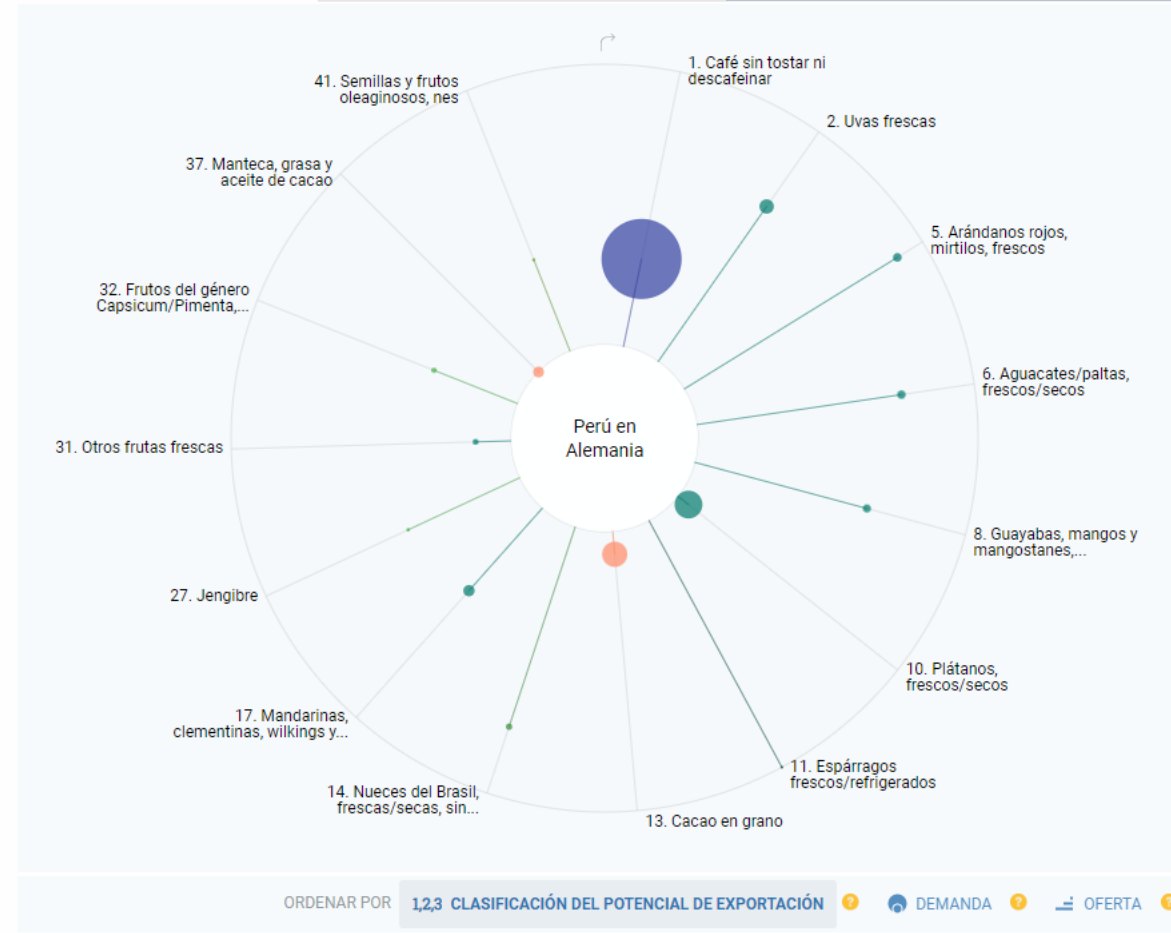 1. Café sin tostar ni
descafeinar
2. Uvas frescas
5. Arándanos rojos,
mirtilos, frescos
6. Aguacates/paltas,
frescos/secos
8. Guayabas, mangos y
mangostanes,...
10. Plátanos,
frescos/secos
11. Espárragos
frescos/refrigerados
13. Cacao en grano
14. Nueces del Brasil,
frescas/secas, sin...
17. Mandarinas,
clementinas, wilkings y...
27. Jengibre
31. Otros frutas frescas
32. Frutos del género
Capsicum/Pimenta,...
37. Manteca, grasa y
aceite de cacao
41. Semillas y frutos
oleaginosos, nes
Perú en
Alemania
ORDENAR POR 1,2,3 CLASIFICACIÓN DEL POTENCIAL DE EXPORTACIÓN ? DEMANDA ? OFERTA ?